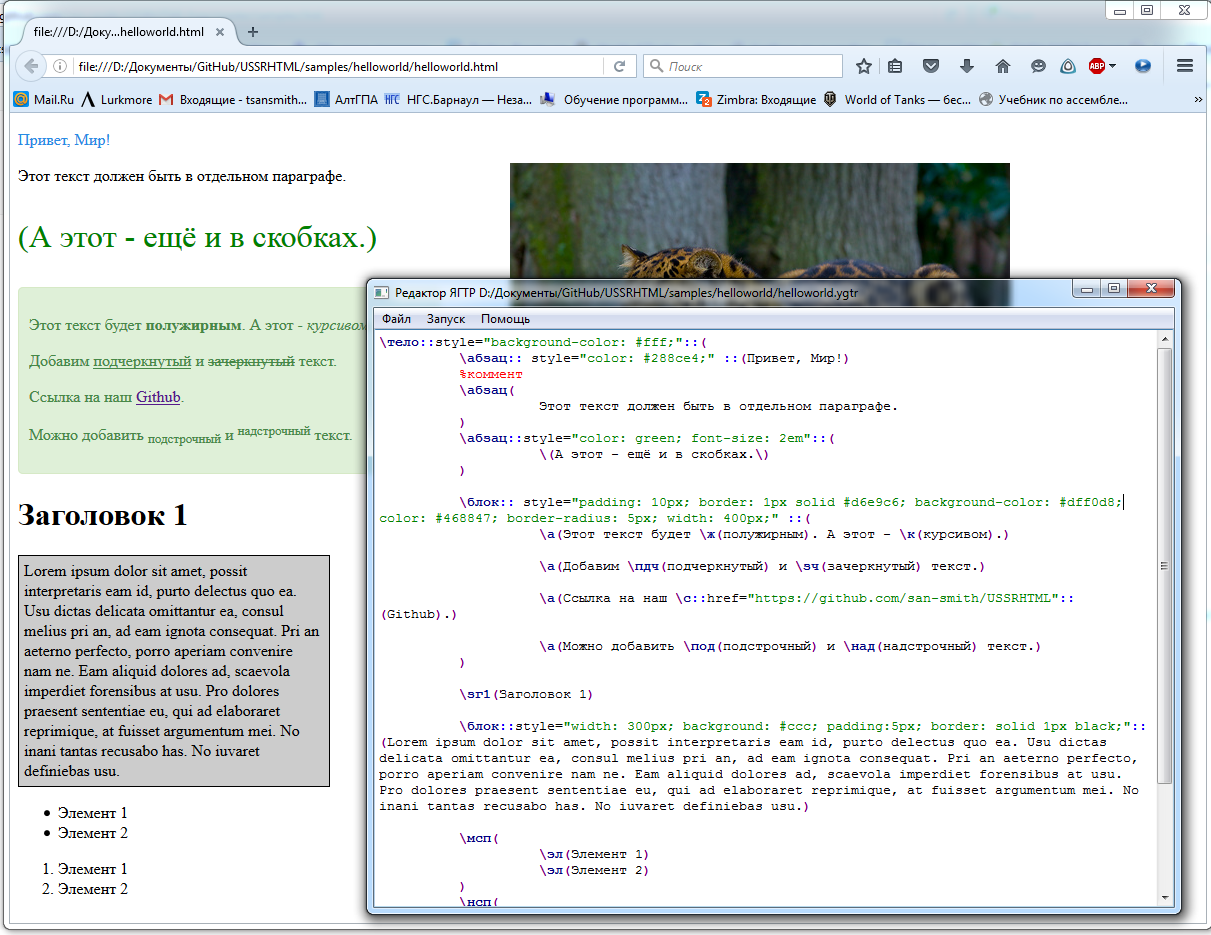 file:///D:/Доку...helloworld.html
file:///D:/Документы/GitHub/USSRHTML/samples/helloworld/helloworld.html
Поиск
ABP
Mail.Ru
Lurkmore
Входящие - tsansmith...
АлтГПА
НГС
НГС.Барнаул — Неза...
Обучение программ...
Zimbra: Входящие
World of Tanks — бес...
Учебник по ассембле...
Привет, Мир!
Этот текст должен быть в отдельном параграфе.
(А этот - ещё и в скобках.)
Этот текст будет полужирным. А этот - курсивом
Добавим подчеркнутый и зачеркнутый текст.
Ссылка на наш Github.
Можно добавить подстрочный и надстрочный текст.
Заголовок 1
Lorem ipsum dolor sit amet, possit
interpretaris eam id, purto delectus quo ea.
Usu dictas delicata omittantur ea, consul
melius pri an, ad eam ignota consequat. Pri an
aeterno perfecto, porro aperiam convenire
nam ne. Eam aliquid dolores ad, scaevola
imperdiet forensibus at usu. Pro dolores
praesent sententiae eu, qui ad elaboraret
reprimique, at fuisset argumentum mei. No
inani tantas recusabo has. No iuvaret
definiebas usu.
• Элемент 1
• Элемент 2
1. Элемент 1
2. Элемент 2
Редактор ЯГТР D:/Документы/GitHub/USSRHTML/samples/helloworld/helloworld.ygtr
Файл Запуск Помощь
\тело::style="background-color: #fff;"::(
\абзац:: style="color: #288ce4;" ::(Привет, Мир!)
%коммент
\абзац(
Этот текст должен быть в отдельном параграфе.
)
\абзац::style="color: green; font-size: 2em"::(
\(А этот - ещё и в скобках.\)
)
\блок:: style="padding: 10px; border: 1px solid #d6e9c6; background-color: #dff0d8;
color: #468847; border-radius: 5px; width: 400px;" ::(
\а(Этот текст будет \ж(полужирным). А этот - \к(курсивом).)
\а(Добавим \пдч(подчеркнутый) и \зч(зачеркнутый) текст.)
\а(Ссылка на наш \с::href="https://github.com/san-smith/USSRHTML"::
(Github).)
\а(Можно добавить \под(подстрочный) и \над(надстрочный) текст.)
)
\зг1(Заголовок 1)
\блок::style="width: 300px; background: #ccc; padding:5px; border: solid 1px black;"::
(Lorem ipsum dolor sit amet, possit interpretaris eam id, purto delectus quo ea. Usu dictas
delicata omittantur ea, consul melius pri an, ad eam ignota consequat. Pri an aeterno perfecto,
porro aperiam convenire nam ne. Eam aliquid dolores ad, scaevola imperdiet forensibus at usu.
Pro dolores praesent sententiae eu, qui ad elaboraret reprimique, at fuisset argumentum mei. No
inani tantas recusabo has. No iuvaret definiebas usu.)
\мсп(
\эл(Элемент 1)
\эл(Элемент 2)
)
\нсп(